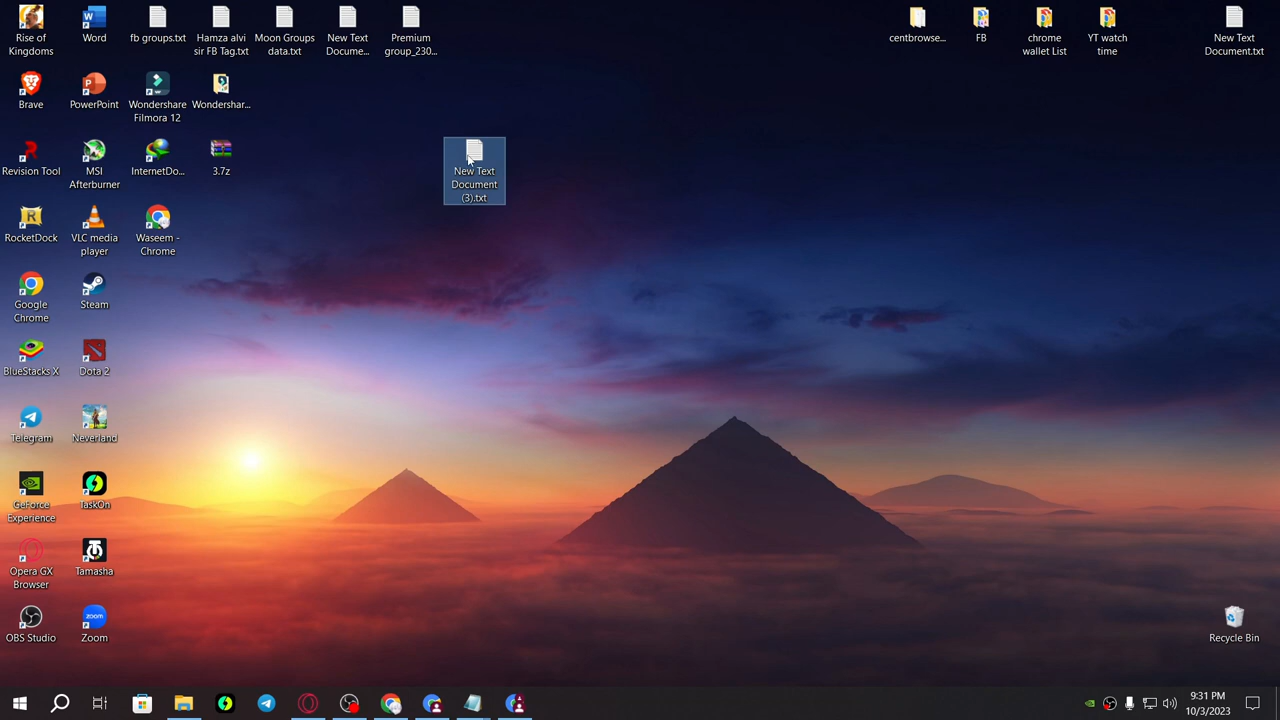 Rise of
Kingdoms
Word
fb groups.txt
Hamza alvi
sir FB Tag.txt
Moon Groups
data.txt
New Text
Docume...
Premium
group_230...
centbrowse...
FB
chrome
wallet List
YT watch
time
New Text
Document.txt
Brave
PowerPoint
Wondershare
Filmora 12
Wondershar...
Revision Tool
MSI
Afterburner
InternetDo...
3.7z
New Text
Document
(3).txt
RocketDock
VLC media
player
Waseem -
Chrome
Google
Chrome
Steam
BlueStacks X
Dota 2
Telegram
Neverland
GeForce
Experience
TaskOn
Opera GX
Browser
Tamasha
OBS Studio
zoom
Zoom
Recycle Bin
9:31 PM
10/3/2023